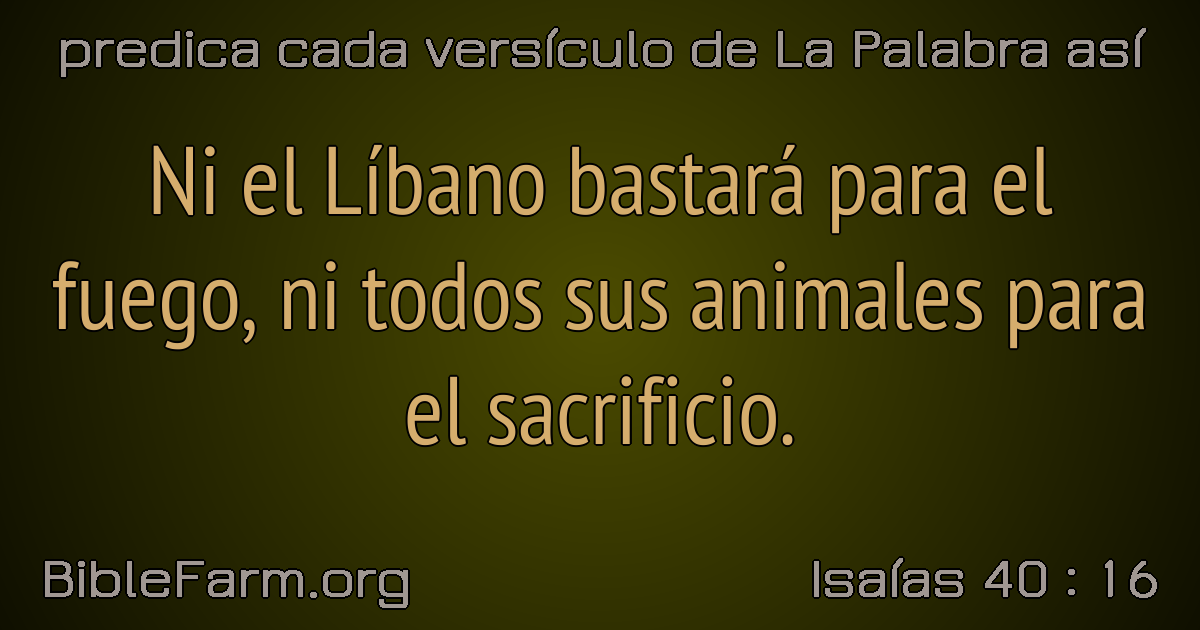 predica cada versículo de La Palabra así
Ni el Líbano bastará para el
fuego, ni todos sus animales para
el sacrificio.
BibleFarm.org
Isaías 40 : 16